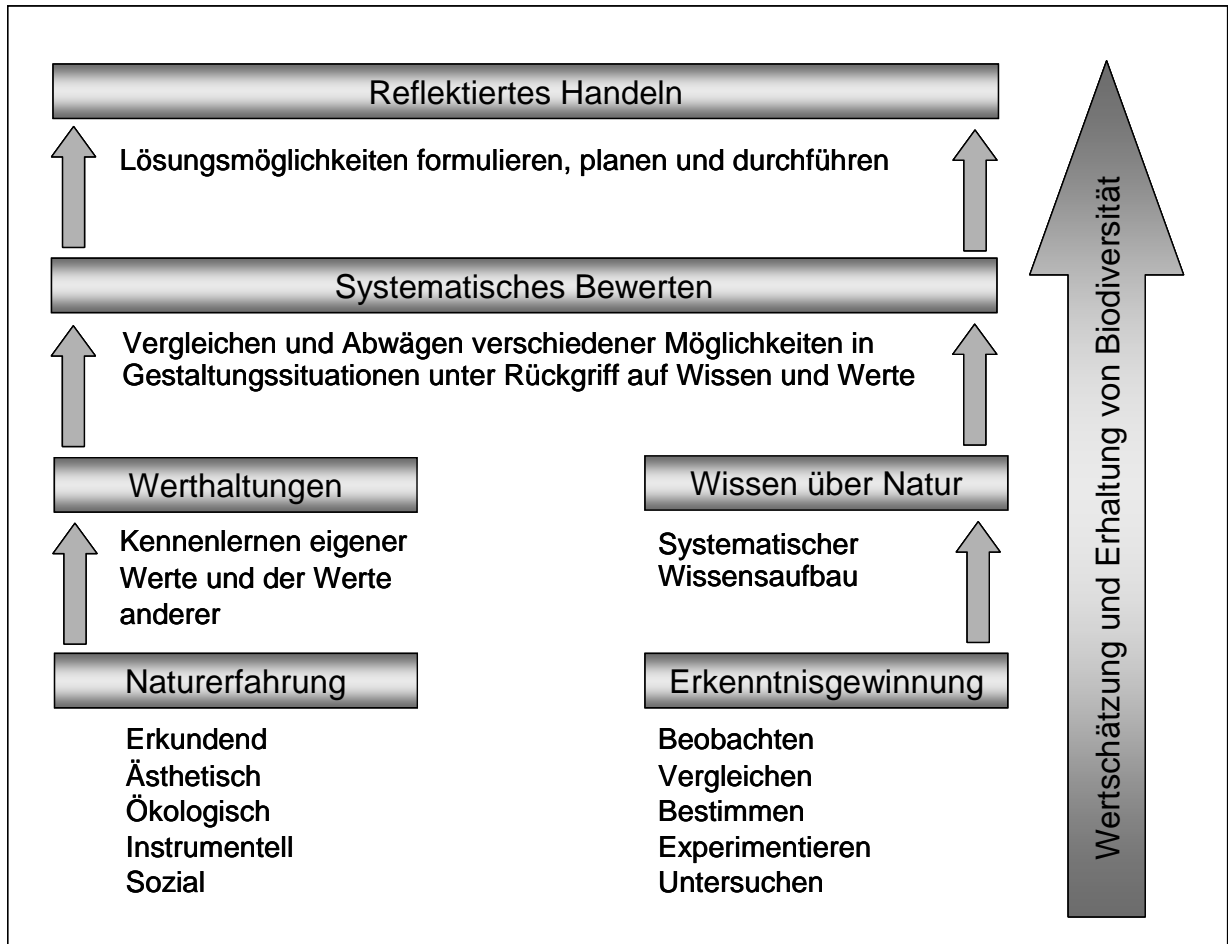 Reflektiertes Handeln
Lösungsmöglichkeiten formulieren, planen und durchführen
Systematisches Bewerten
Vergleichen und Abwägen verschiedener Möglichkeiten in
Gestaltungssituationen unter Rückgriff auf Wissen und Werte
Werthaltungen
Kennenlernen eigener
Werte und der Werte
anderer
Naturerfahrung
Erkundend
Ästhetisch
Ökologisch
Instrumentell
Sozial
Wissen über Natur
Systematischer
Wissensaufbau
Erkenntnisgewinnung
Beobachten
Vergleichen
Bestimmen
Experimentieren
Untersuchen
Wertschätzung und Erhaltung von Biodiversität